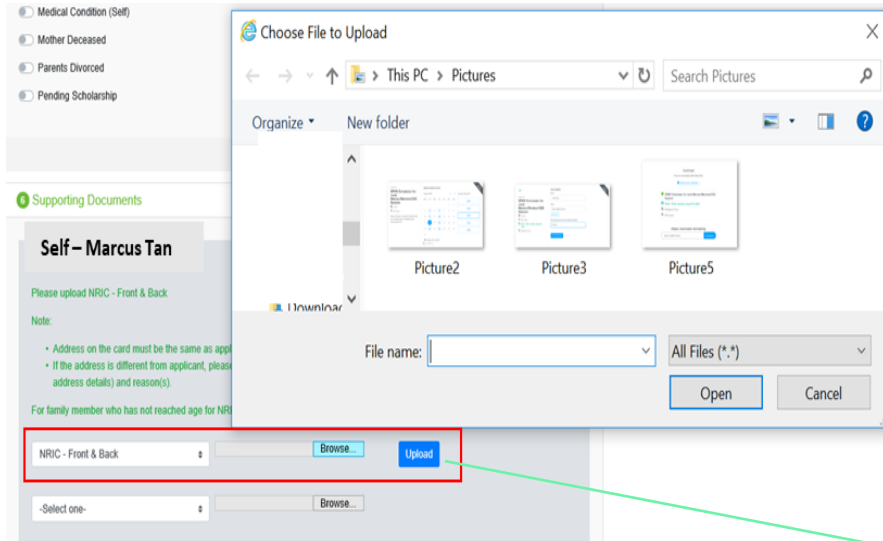 Medical Condition (Self)
Mother Deceased
Parents Divorced
Pending Scholarship
6 Supporting Documents
Self – Marcus Tan
Please upload NRIC - Front & Back
Note:
• Address on the card must be the same as appl
• If the address is different from applicant, please
address details) and reason(s).
For family member who has not reached age for NRI
NRIC - Front & Back
Browse...
Upload
-Select one-
Browse...
Choose File to Upload
This PC > Pictures
Search Pictures
Organize
New folder
Picture2
Picture3
Picture5
File name:
All Files (*.*)
Open
Cancel